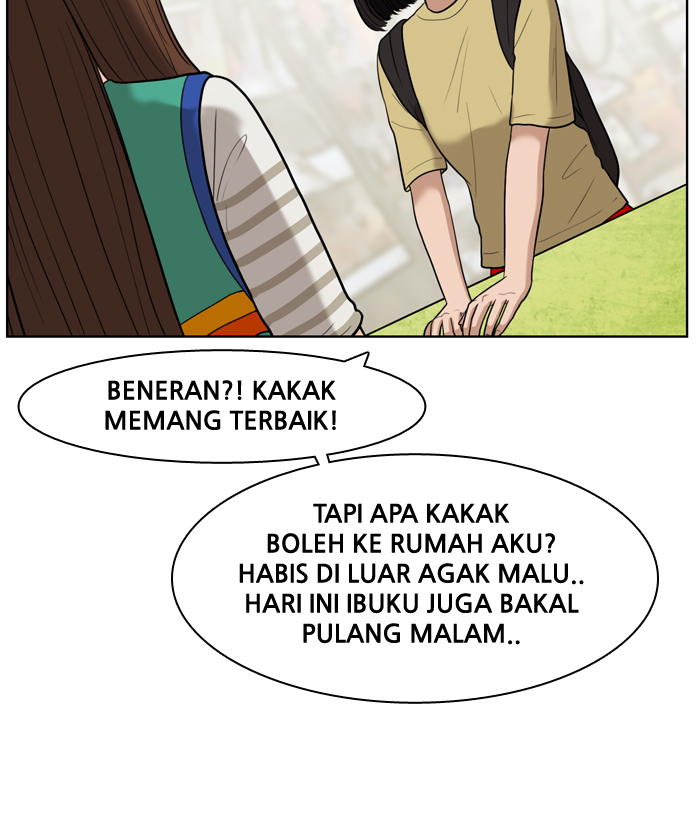 BENERAN?! KAKAK
MEMANG TERBAIK!
TAPI APA KAKAK
BOLEH KE RUMAH AKU?
HABIS DI LUAR AGAK MALU..
HARI INI IBUKU JUGA BAKAL
PULANG MALAM..